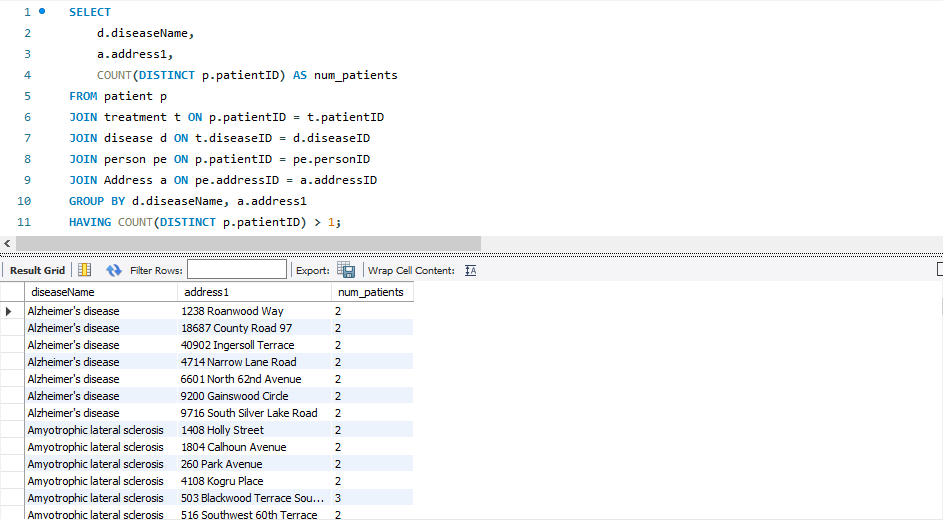 1 SELECT
2 d.diseaseName,
3 a.address1,
4 COUNT(DISTINCT p.patientID) AS num_patients
5 FROM patient p
6 JOIN treatment t ON p.patientID = t.patientID
7 JOIN disease d ON t.diseaseID = d.diseaseID
8 JOIN person pe ON p.patientID = pe.personID
9 JOIN Address a ON pe.addressID = a.addressID
10 GROUP BY d.diseaseName, a.address1
11 HAVING COUNT(DISTINCT p.patientID) > 1;
Result Grid Filter Rows: Export: Wrap Cell Content:
diseaseName address1 num_patients
Alzheimer's disease 1238 Roanwood Way 2
Alzheimer's disease 18687 County Road 97 2
Alzheimer's disease 40902 Ingersoll Terrace 2
Alzheimer's disease 4714 Narrow Lane Road 2
Alzheimer's disease 6601 North 62nd Avenue 2
Alzheimer's disease 9200 Gainswood Circle 2
Alzheimer's disease 9716 South Silver Lake Road 2
Amyotrophic lateral sclerosis 1408 Holly Street 2
Amyotrophic lateral sclerosis 1804 Calhoun Avenue 2
Amyotrophic lateral sclerosis 260 Park Avenue 2
Amyotrophic lateral sclerosis 4108 Kogru Place 2
Amyotrophic lateral sclerosis 503 Blackwood Terrace Sou... 3
Amyotrophic lateral sclerosis 516 Southwest 60th Terrace 2